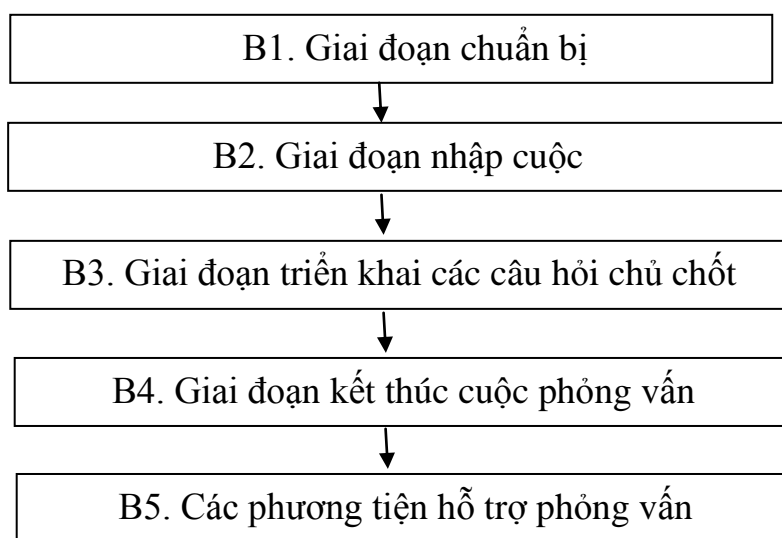 B1. Giai đoạn chuẩn bị
B2. Giai đoạn nhập cuộc
B3. Giai đoạn triển khai các câu hỏi chủ chốt
B4. Giai đoạn kết thúc cuộc phỏng vấn
B5. Các phương tiện hỗ trợ phỏng vấn